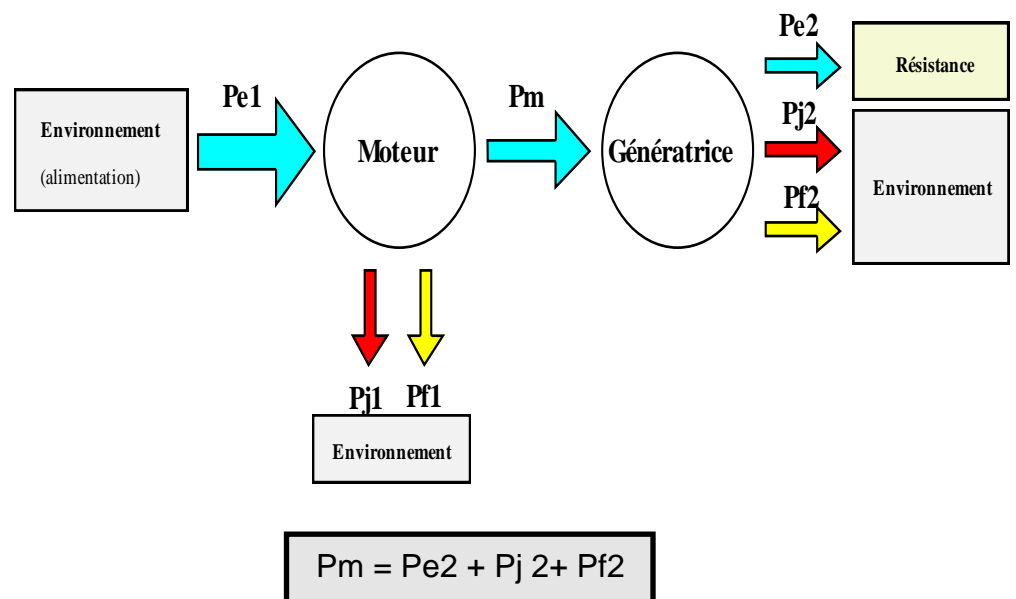 Pe2
Résistance
Pe1
Pm
Pj2
Environnement
(alimentation)
Moteur
Génératrice
Environnement
Pf2
Pj1 Pf1
Environnement
Pm = Pe2 + Pj 2+ Pf2